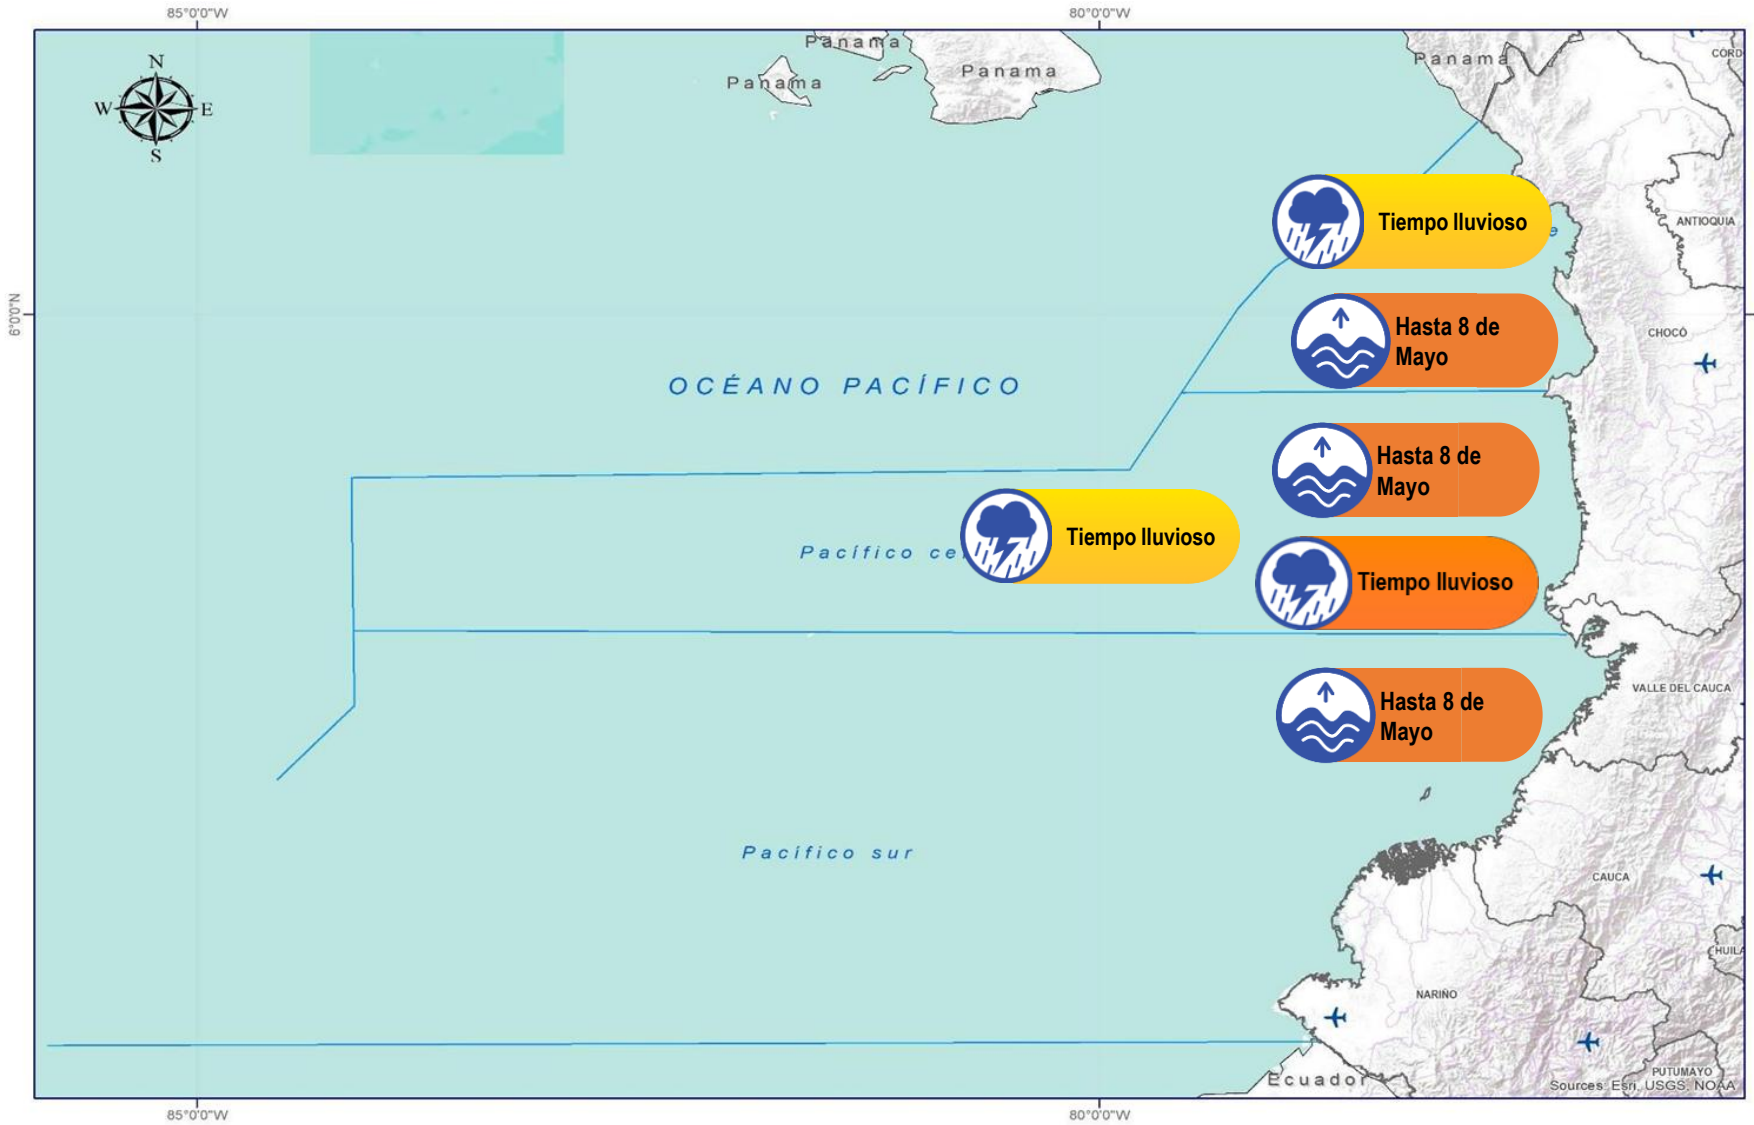 85°0'0"W
80°0'0"W
N
W
E
S
Panama
Panama
Panama
Panama
ANTIOQUIA
Tiempo lluvioso
e
6°0'0"N
Hasta 8 de
Mayo
CHOCÓ
OCÉANO PACÍFICO
Hasta 8 de
Mayo
Tiempo lluvioso
Pacífico ce
Tiempo lluvioso
VALLE DEL CAUCA
Hasta 8 de
Mayo
Pacífico sur
CAUCA
HUILA
NARIÑO
PUTUMAYO
Ecuador
Sources: Esri, USGS, NOAA
85°0'0"W
80°0'0"W